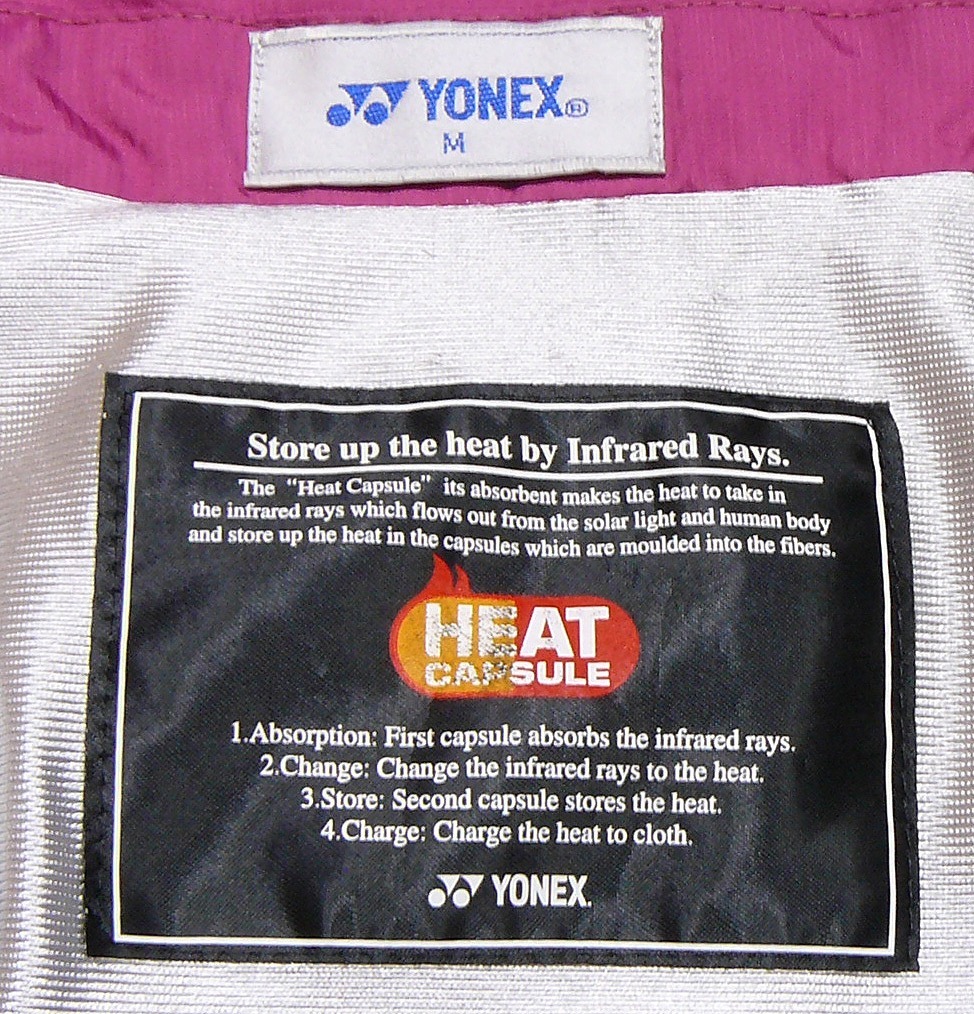 YONEX®
M
Store up the heat by Infrared Rays.
The "Heat Capsule" its absorbent makes the heat to take in
the infrared rays which flows out from the solar light and human body
and store up the heat in the capsules which are moulded into the fibers.
HEAT
CAPSULE
1.Absorption: First capsule absorbs the infrared rays.
2.Change: Change the infrared rays to the heat.
3.Store: Second capsule stores the heat.
4.Charge: Charge the heat to cloth.
YONEX.